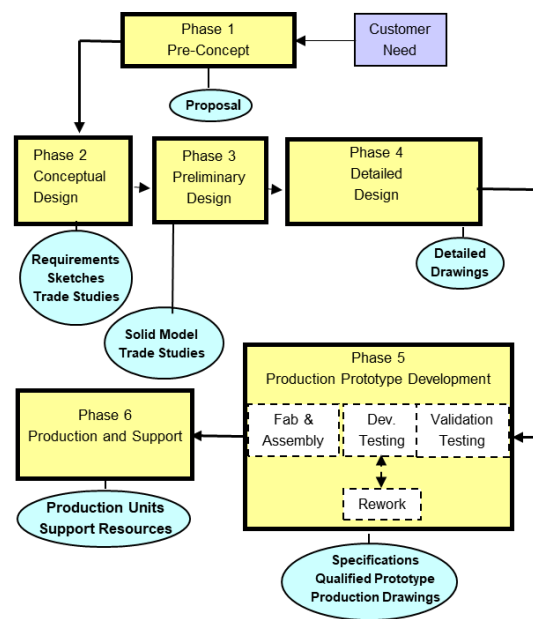 Phase 1
Pre-Concept
Customer
Need
Proposal
Phase 2
Conceptual
Design
Phase 3
Preliminary
Design
Phase 4
Detailed
Design
Requirements
Sketches
Trade Studies
Solid Model
Trade Studies
Detailed
Drawings
Phase 5
Production Prototype Development
Fab &
Assembly
Dev.
Testing
Validation
Testing
Rework
Phase 6
Production and Support
Production Units
Support Resources
Specifications
Qualified Prototype
Production Drawings